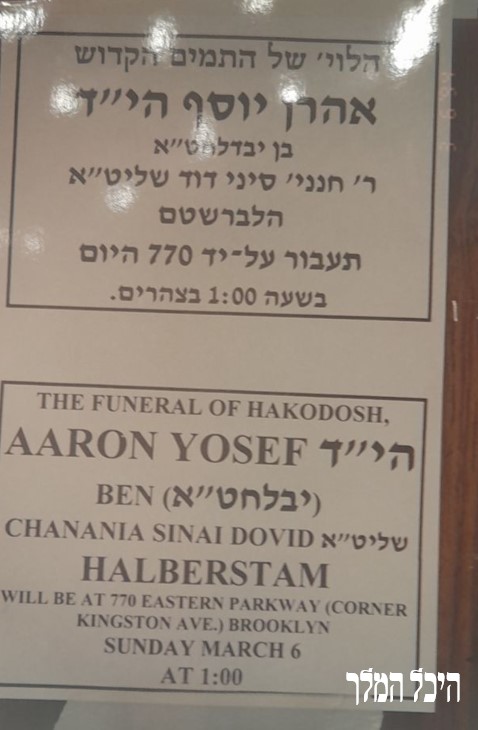 הלוי׳ של התמים הקדוש
אהרן יוסף הי״ד
בן יבדלחט״א
ר׳ חנני׳ סיני דוד שליט״א
הלברשטם
תעבור על־יד 770 היום
בשעה 1:00 בצהרים.
THE FUNERAL OF HAKODOSH,
AARON YOSEF הי״ד
BEN (יבלחט״א)
CHANANIA SINAI DOVID שליט״א
HALBERSTAM
WILL BE AT 770 EASTERN PARKWAY (CORNER
KINGSTON AVE.) BROOKLYN
SUNDAY MARCH 6
AT 1:00
היכל המלך